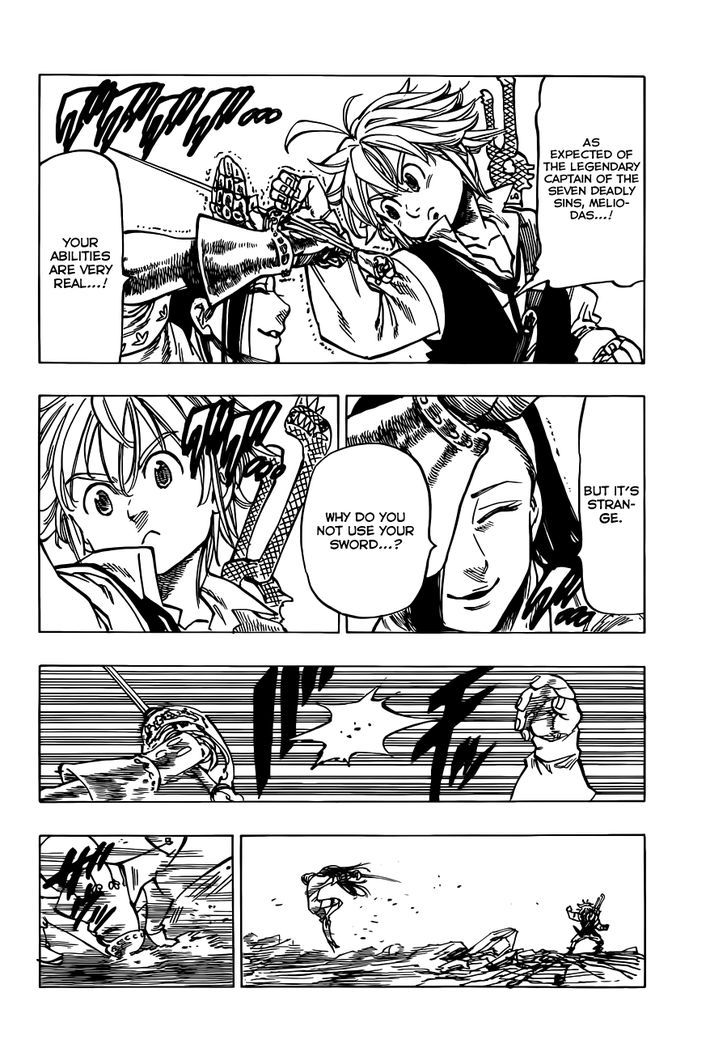 AS
EXPECTED OF
THE LEGENDARY
CAPTAIN OF THE
SEVEN DEADLY
SINS, MELIO-
DAS...!
YOUR
ABILITIES
ARE VERY
REAL...!
BUT IT'S
STRAN-
GE.
WHY DO YOU
NOT USE YOUR
SWORD...?